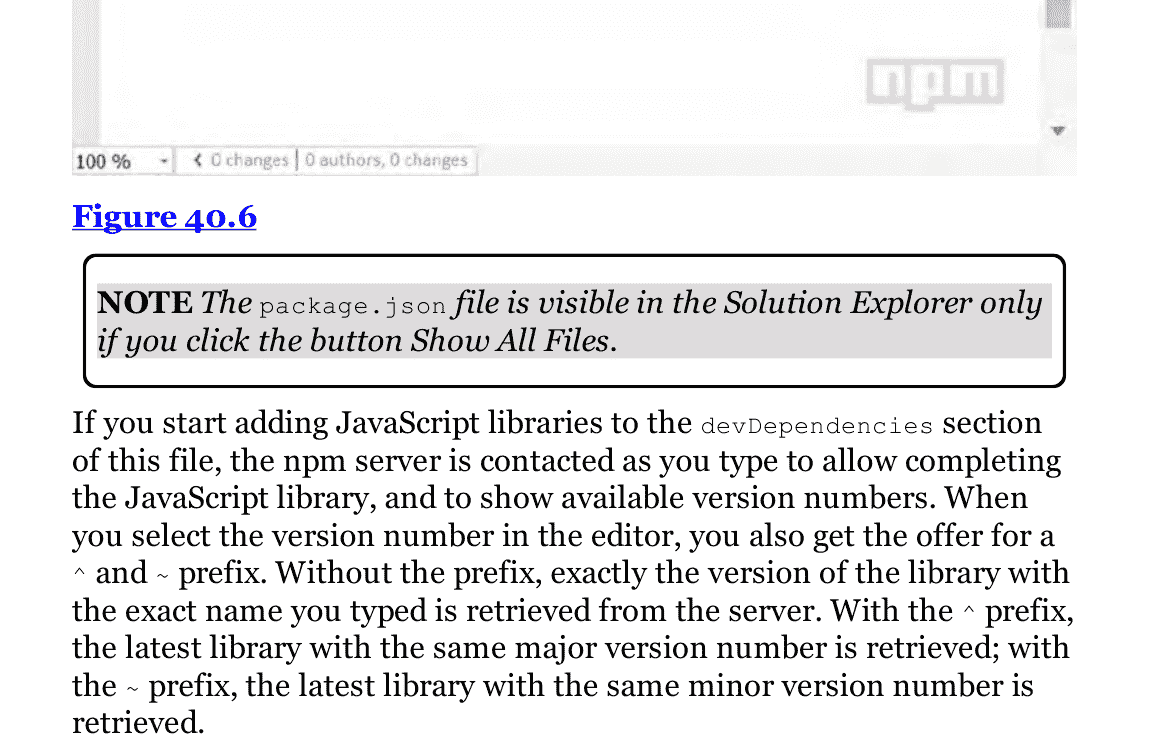 npm
100 % 0 changes | 0 authors, 0 changes
Figure 40.6
NOTE The package.json file is visible in the Solution Explorer only
if you click the button Show All Files.
If you start adding JavaScript libraries to the devDependencies section
of this file, the npm server is contacted as you type to allow completing
the JavaScript library, and to show available version numbers. When
you select the version number in the editor, you also get the offer for a
^ and ~ prefix. Without the prefix, exactly the version of the library with
the exact name you typed is retrieved from the server. With the ^ prefix,
the latest library with the same major version number is retrieved; with
the ~ prefix, the latest library with the same minor version number is
retrieved.